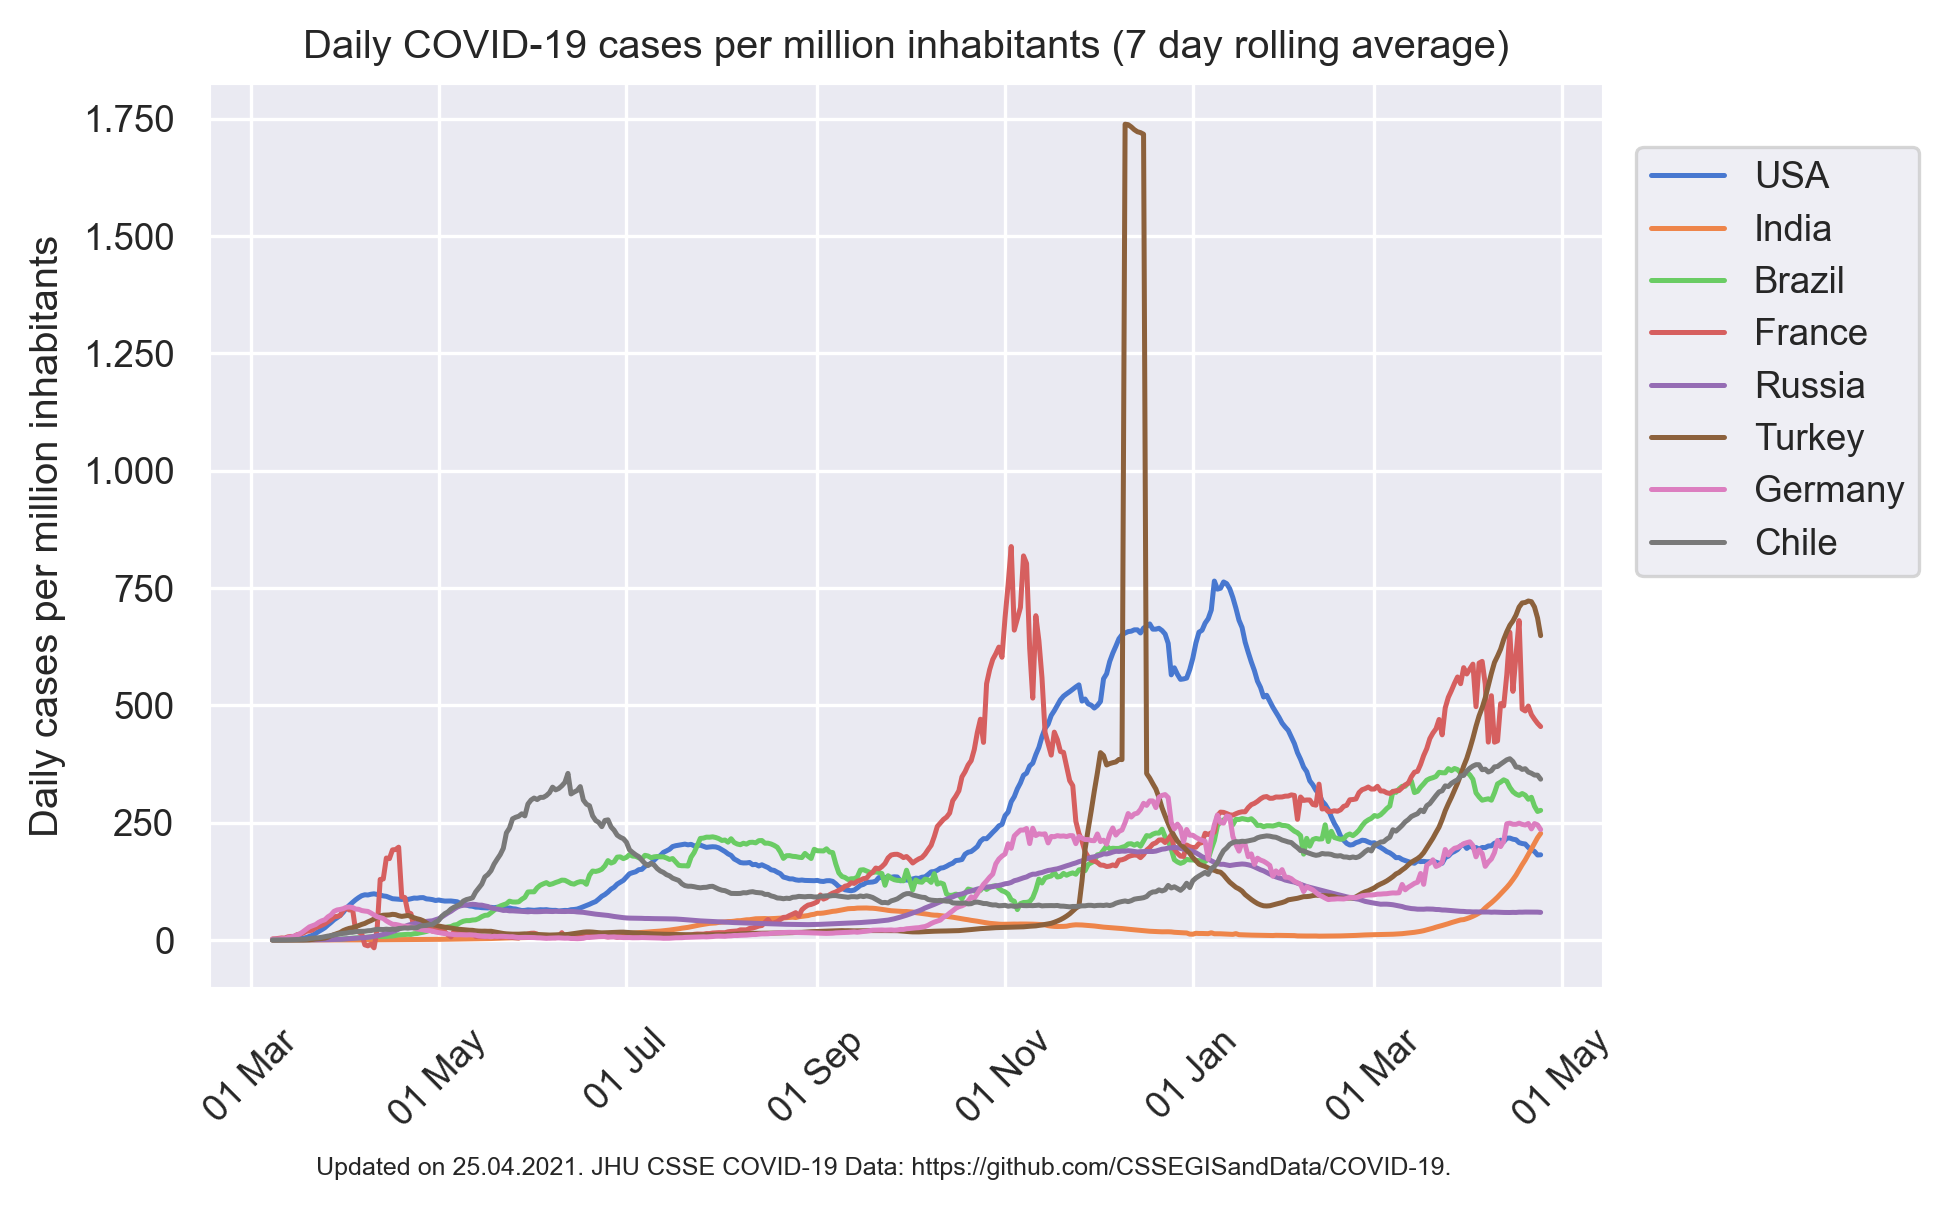 Daily COVID-19 cases per million inhabitants (7 day rolling average)
Daily cases per million inhabitants
1.750
1.500
1.250
1.000
750
500
250
0
01 Mar
01 May
01 Jul
01 Sep
01 Nov
01 Jan
01 Mar
01 May
USA
India
Brazil
France
Russia
Turkey
Germany
Chile
Updated on 25.04.2021. JHU CSSE COVID-19 Data: https://github.com/CSSEGISandData/COVID-19.